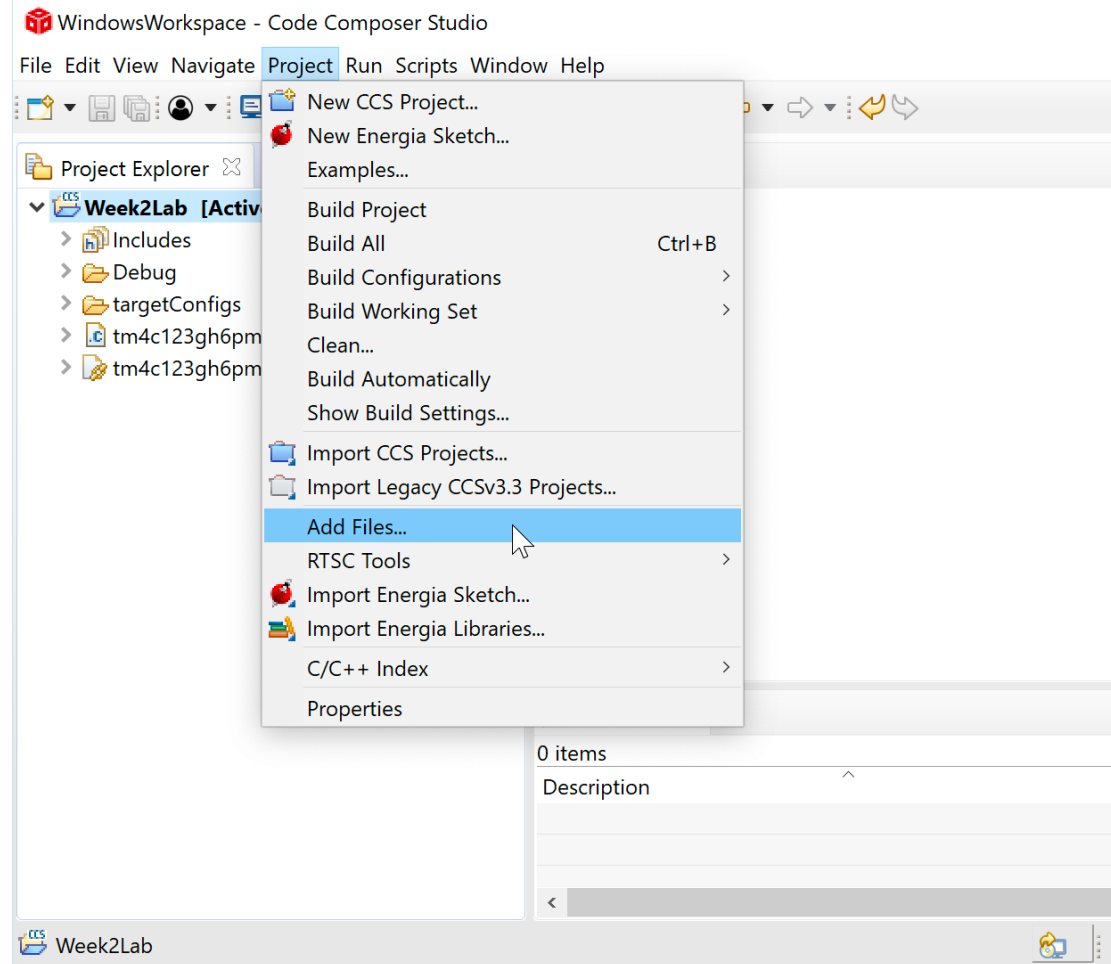 WindowsWorkspace - Code Composer Studio
File Edit View Navigate Project Run Scripts Window Help
New CCS Project...
New Energia Sketch...
Examples...
Build Project
Build All Ctrl+B
Build Configurations
Build Working Set
Clean...
Build Automatically
Show Build Settings...
Import CCS Projects...
Import Legacy CCSv3.3 Projects...
Add Files...
RTSC Tools
Import Energia Sketch...
Import Energia Libraries...
C/C++ Index
Properties
Project Explorer
CCS Week2Lab [Activ
h Includes
Debug
targetConfigs
.c tm4c123gh6pm
tm4c123gh6pm
0 items
Description
CCS Week2Lab